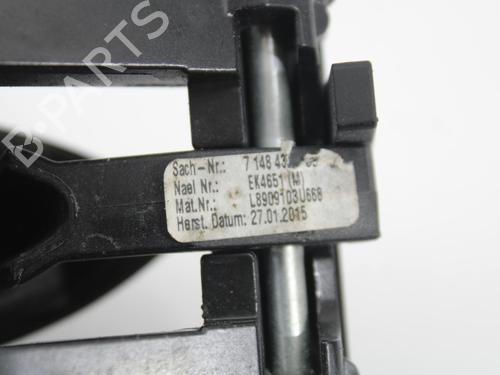 Sach-Nr.: 7 148 43
Nael Nr.: EK4651 (M)
Mat.Nr.: L8909103U668
Herst. Datum: 27.01.2015
B-PARTS